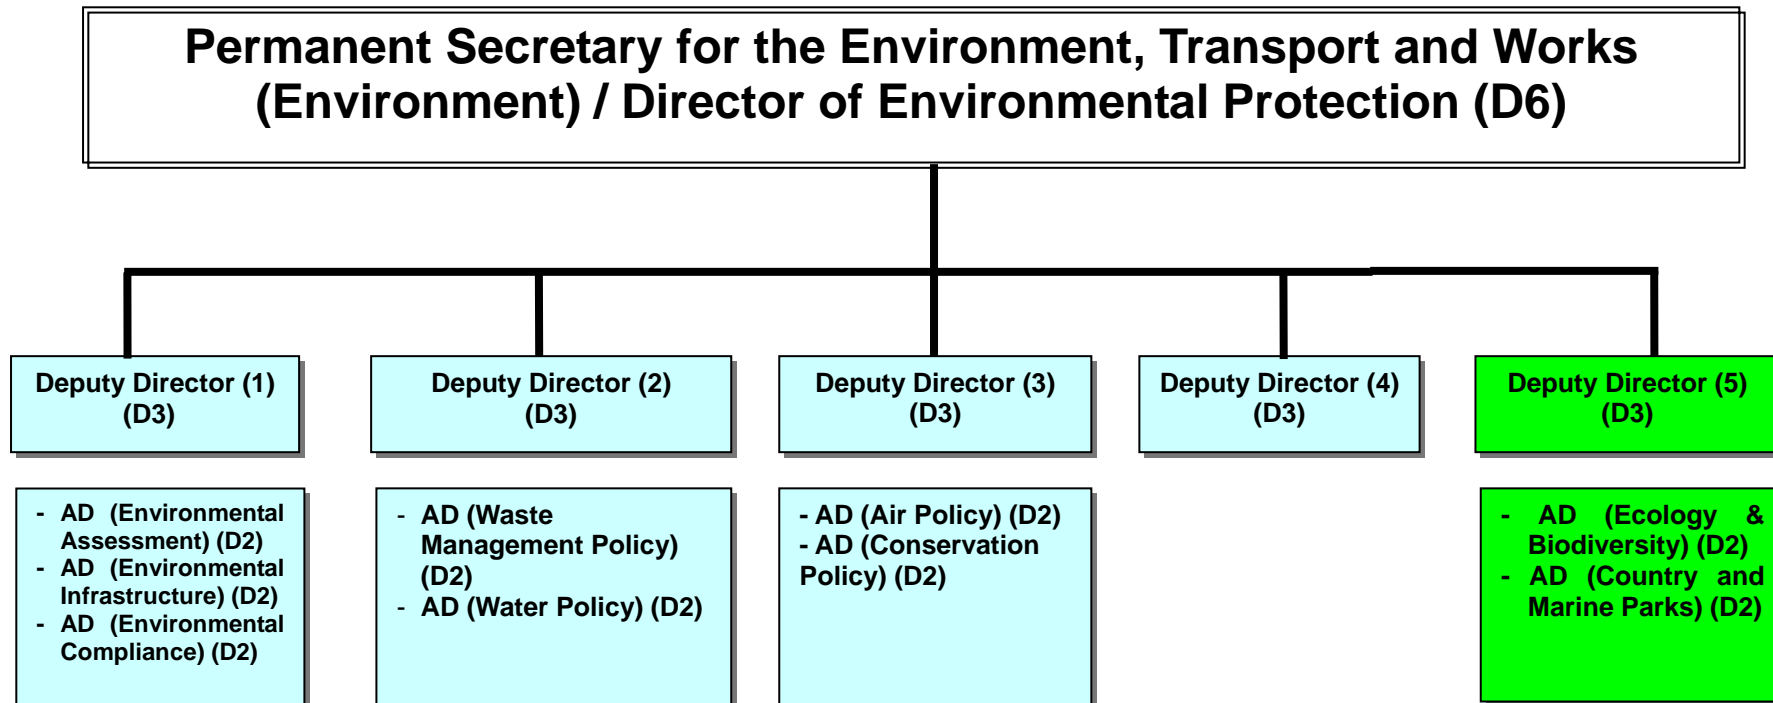 Permanent Secretary for the Environment, Transport and Works
(Environment) / Director of Environmental Protection (D6)
Deputy Director (1)
(D3)
Deputy Director (2)
(D3)
Deputy Director (3)
(D3)
Deputy Director (4)
(D3)
Deputy Director (5)
(D3)
- AD (Environmental
Assessment) (D2)
- AD (Environmental
Infrastructure) (D2)
- AD (Environmental
Compliance) (D2)
- AD (Waste
Management Policy)
(D2)
- AD (Water Policy) (D2)
- AD (Air Policy) (D2)
- AD (Conservation
Policy) (D2)
- AD (Ecology &
Biodiversity) (D2)
- AD (Country and
Marine Parks) (D2)